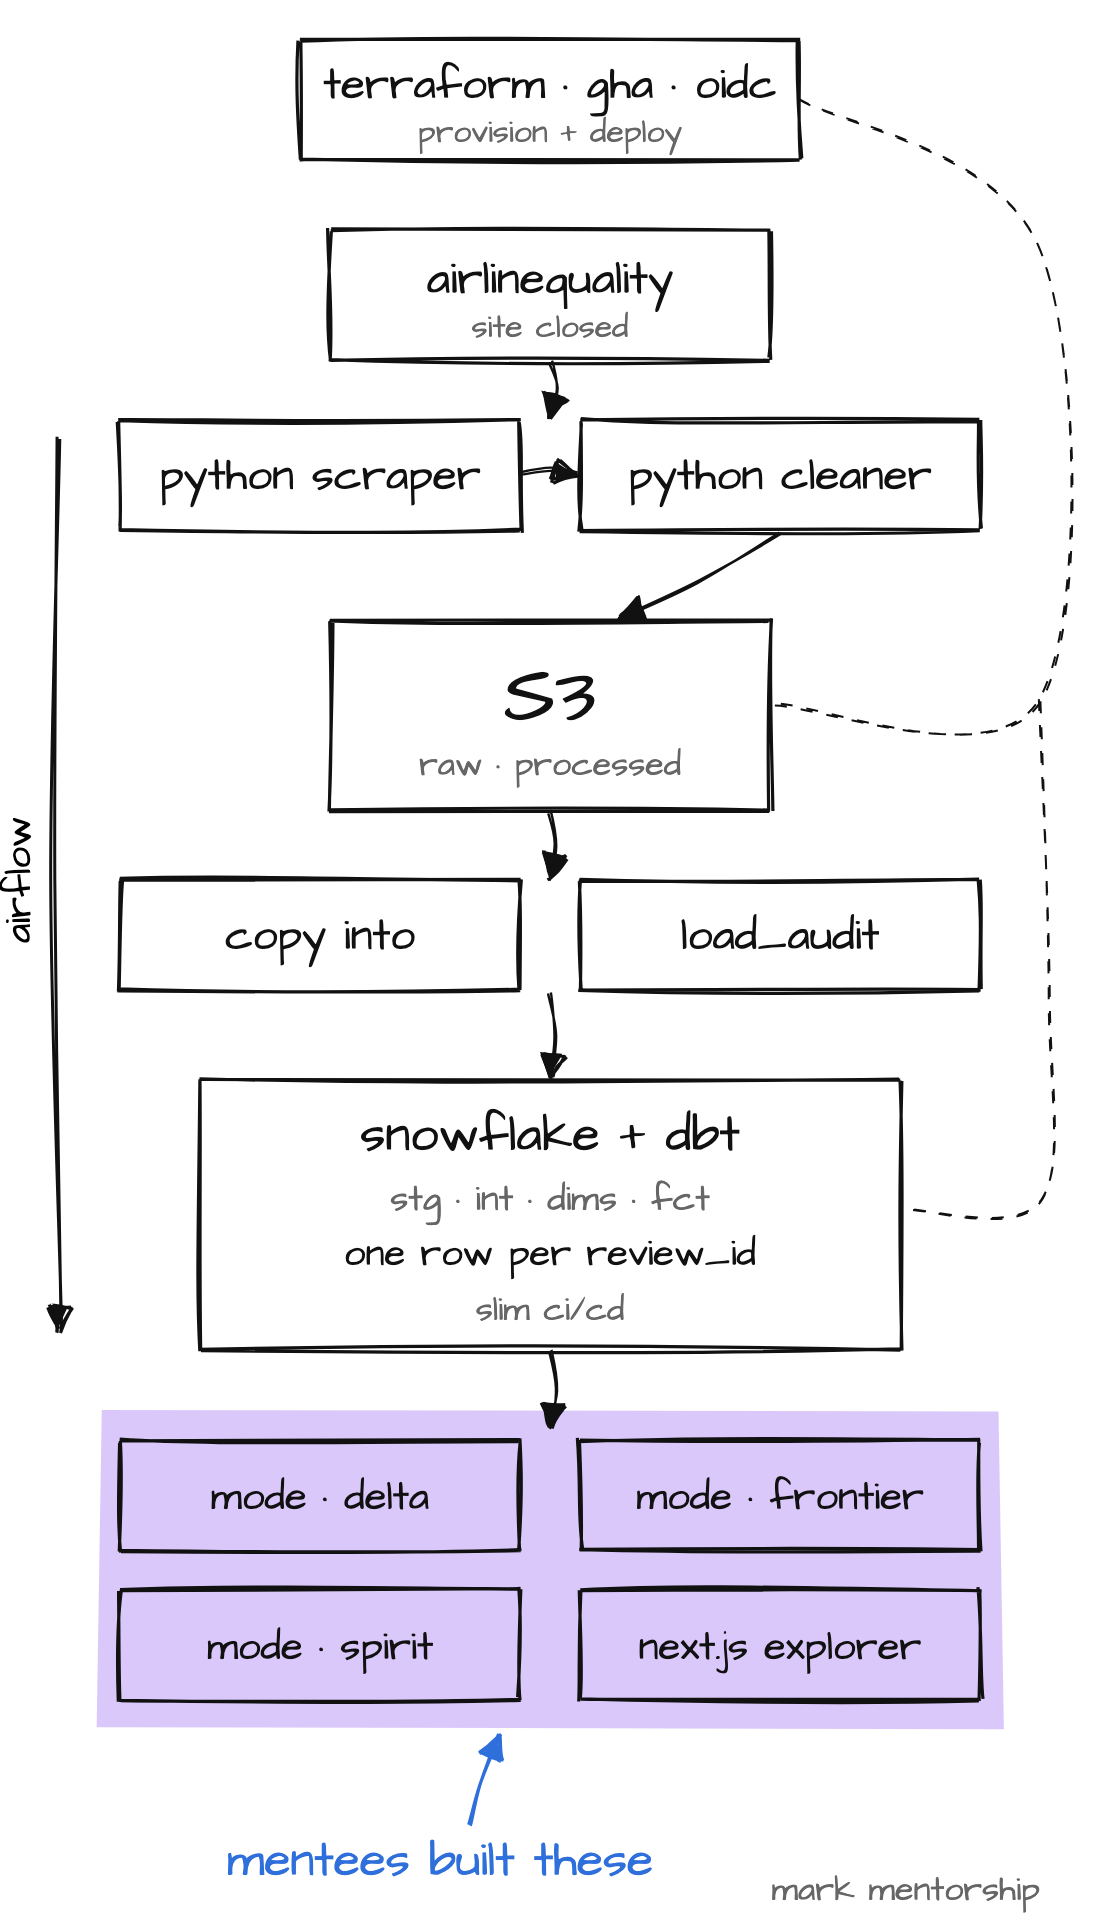 terraform · gha · oidc
provision + deploy
airlinequality
site closed
python scraper
python cleaner
S3
raw · processed
airflow
copy into
load_audit
snowflake + dbt
stg · int · dims · fct
one row per review_id
slim ci/cd
mode · delta
mode · frontier
mode · spirit
next.js explorer
mentees built these
mark mentorship